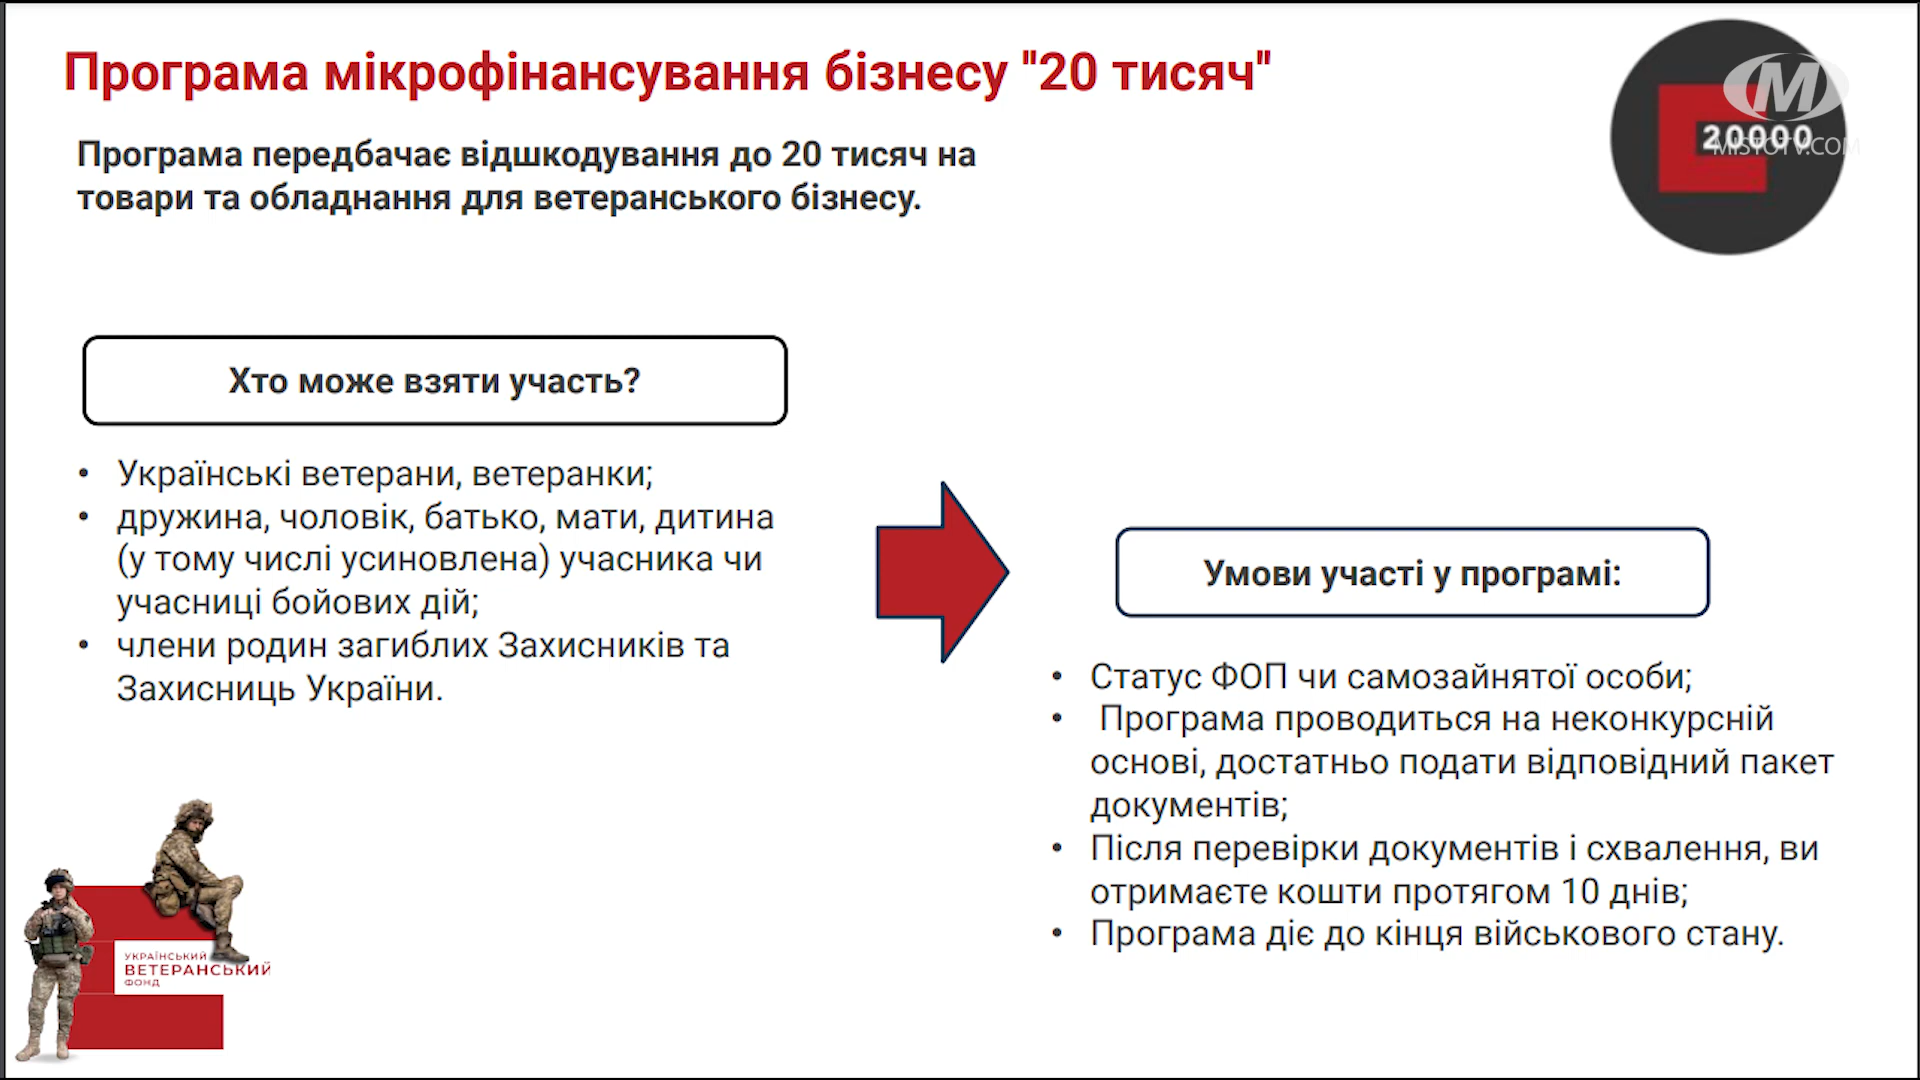 Програма мікрофінансування бізнесу "20 тисяч"
Програма передбачає відшкодування до 20 тисяч на
товари та обладнання для ветеранського бізнесу.
M
20000
MISTOTV.COM
Хто може взяти участь?
• Українські ветерани, ветеранки;
• дружина, чоловік, батько, мати, дитина
(у тому числі усиновлена) учасника чи
учасниці бойових дій;
• члени родин загиблих Захисників та
Захисниць України.
Умови участі у програмі:
• Статус ФОП чи самозайнятої особи;
• Програма проводиться на неконкурсній
основі, достатньо подати відповідний пакет
документів;
• Після перевірки документів і схвалення, ви
отримаєте кошти протягом 10 днів;
• Програма діє до кінця військового стану.
УКРАЇНСЬКИЙ
ВЕТЕРАНСЬКИЙ
ФОНД